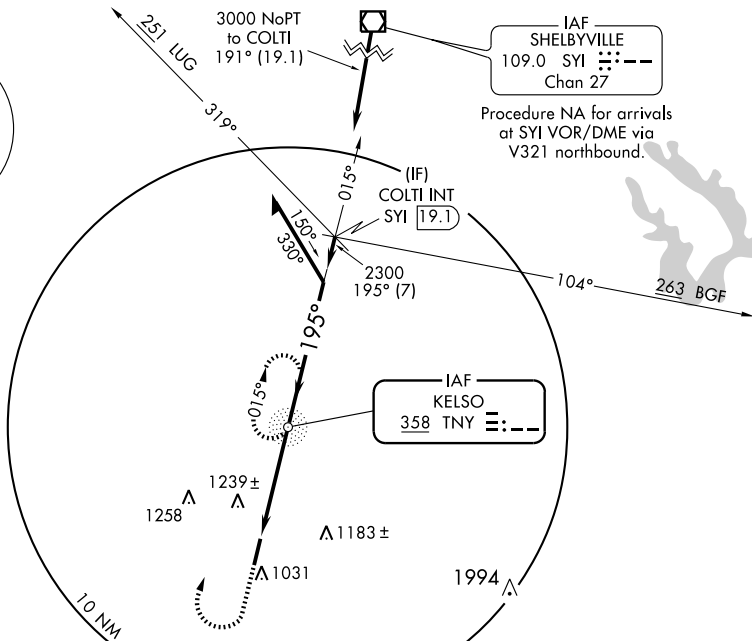 3000 NoPT
to COLTI
191° (19.1)
IAF
SHELBYVILLE
109.0 SYI
Chan 27
Procedure NA for arrivals
at SYI VOR/DME via
V321 northbound.
251 LUG
319°
015°
(IF)
COLTI INT
SYI 19.1
150°
330°
2300
195° (7)
104°
263 BGF
195°
015°
IAF
KELSO
358 TNY
1239±
1258
1183±
1031
1994
10 NM